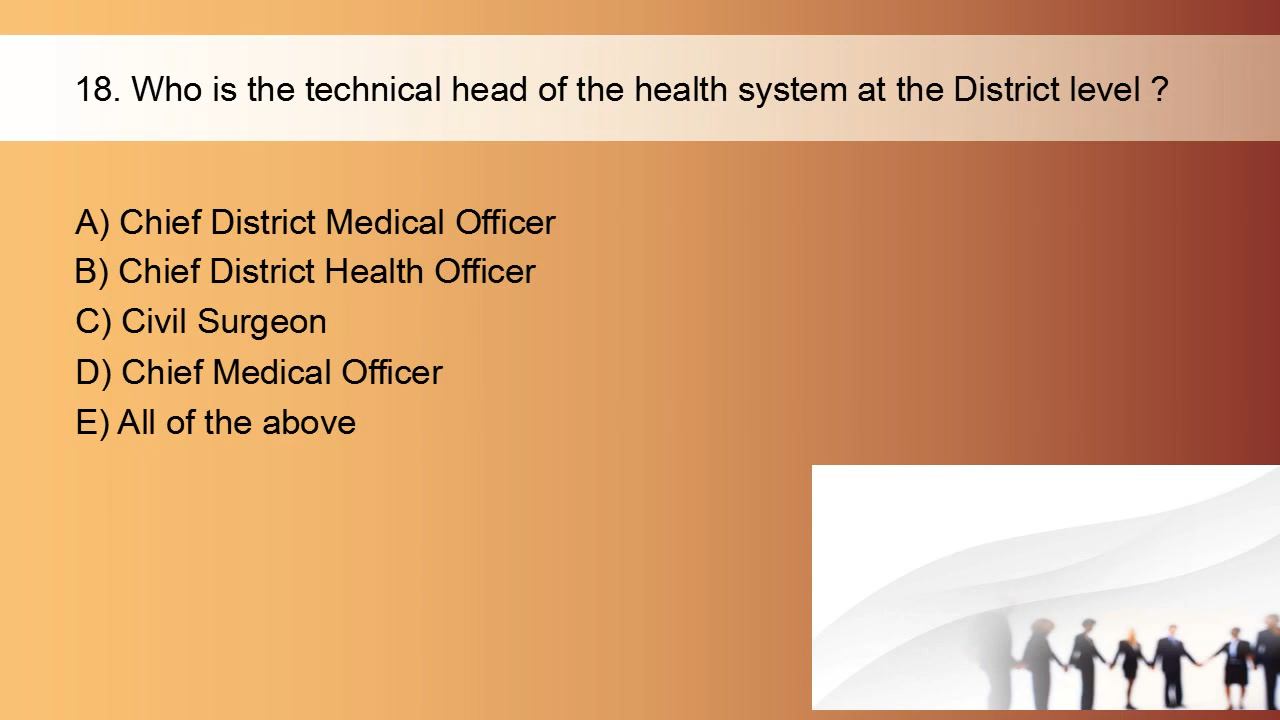 18. Who is the technical head of the health system at the District level ?
A) Chief District Medical Officer
B) Chief District Health Officer
C) Civil Surgeon
D) Chief Medical Officer
E) All of the above